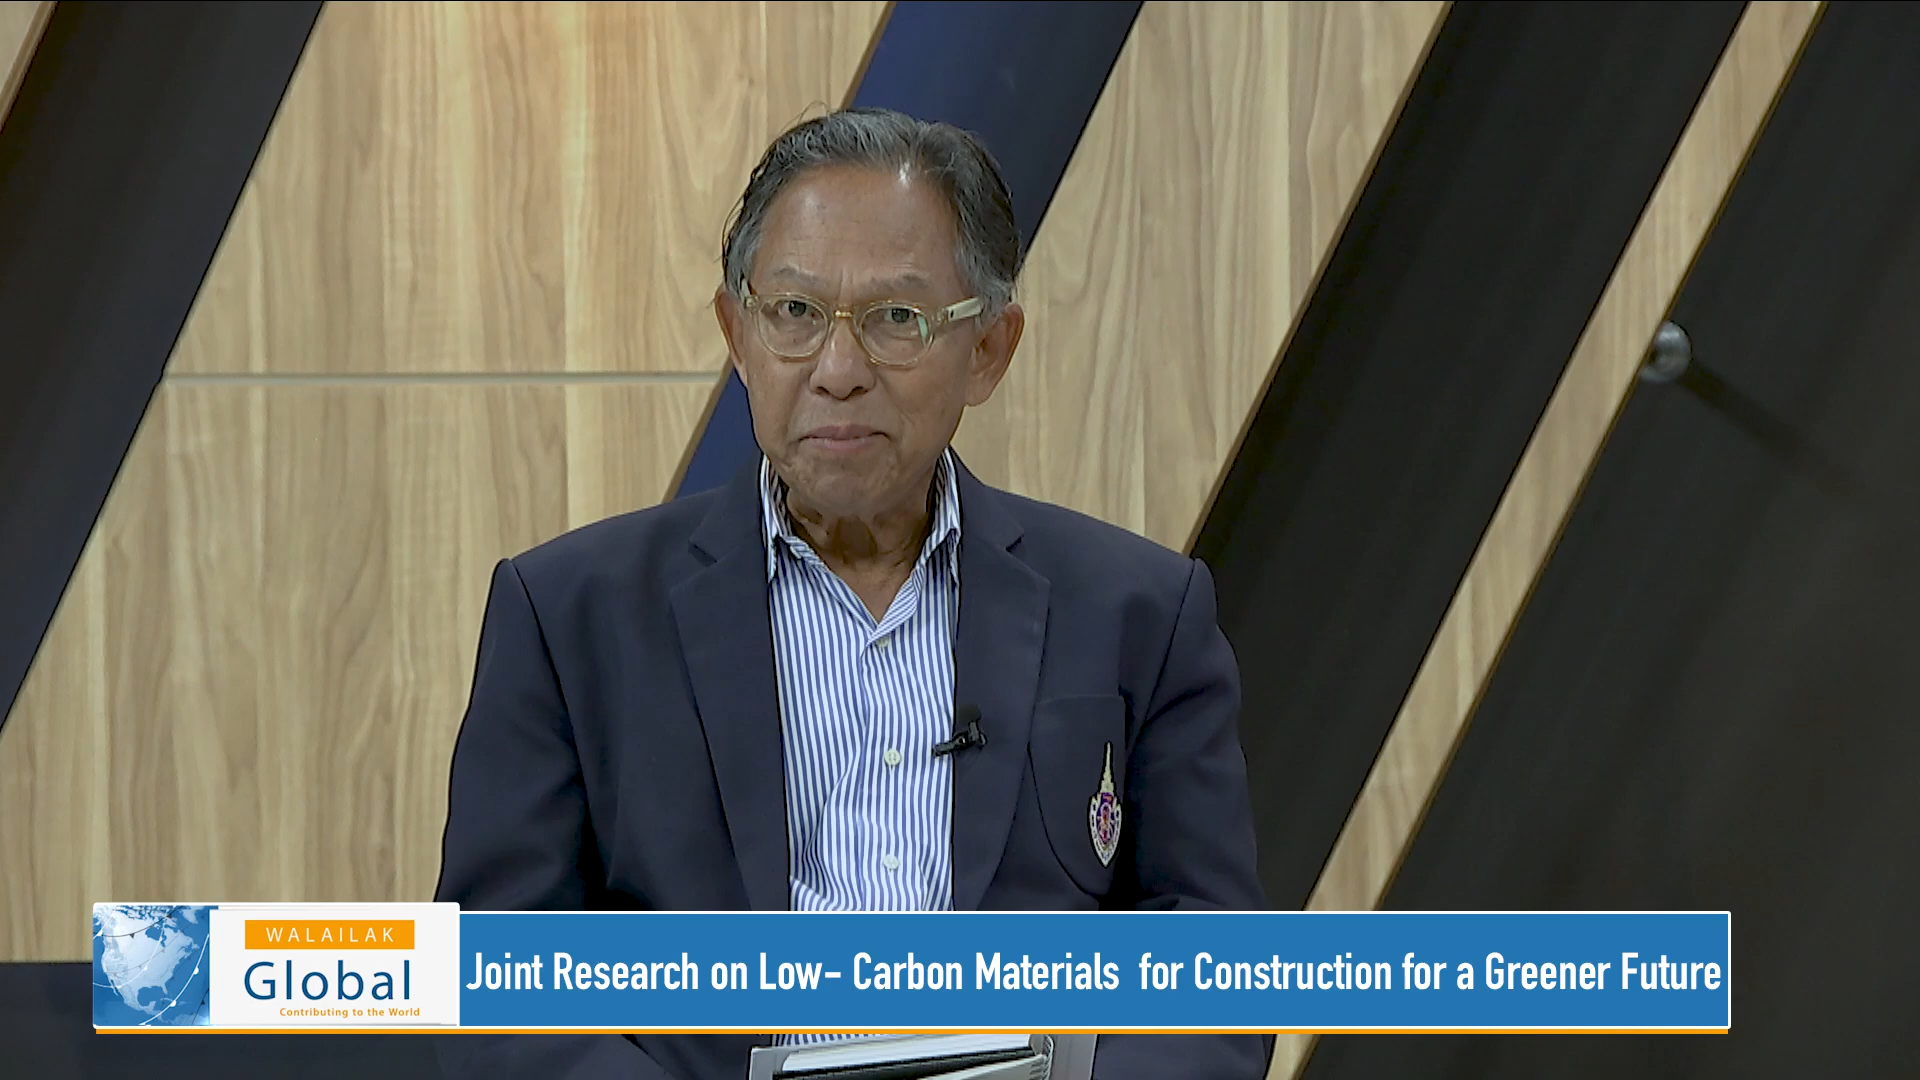 WALAILAK
Global
Contributing to the World
Joint Research on Low- Carbon Materials  for Construction for a Greener Future